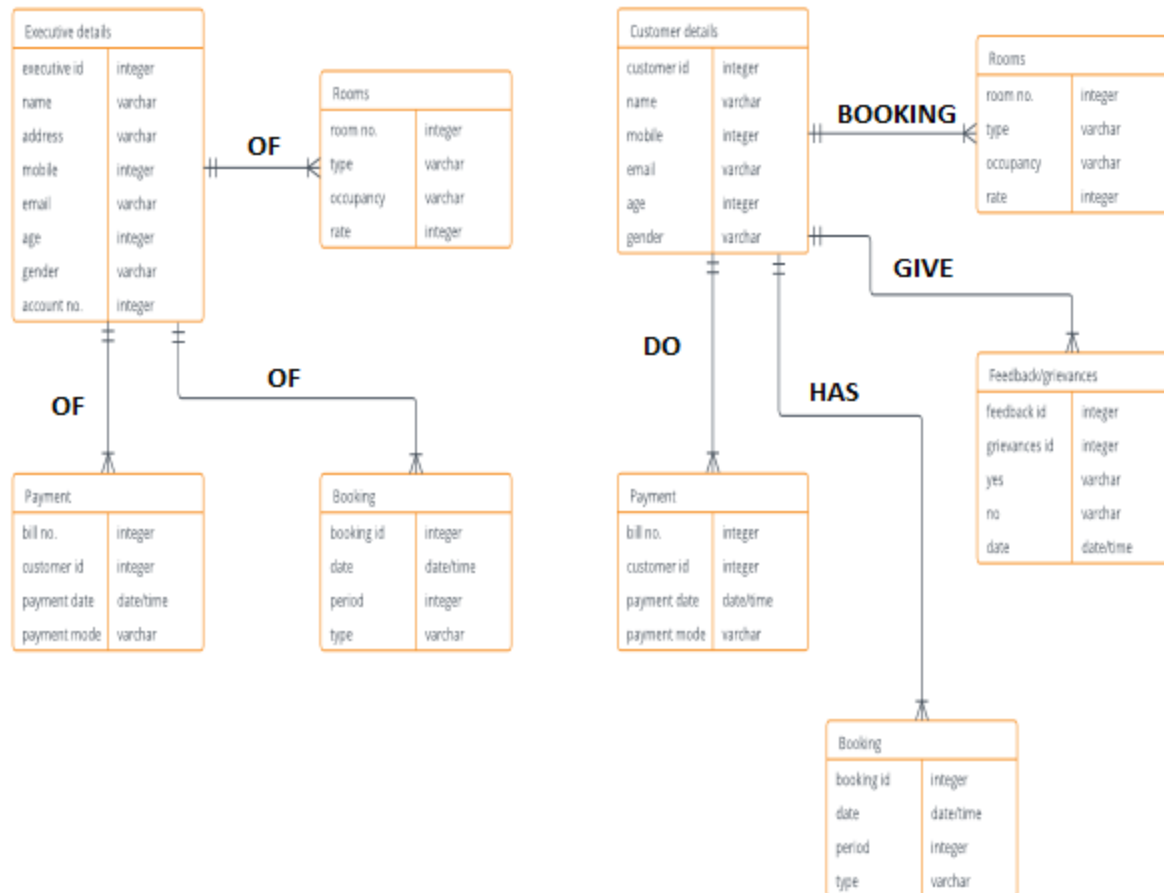 Executive details
executive id integer
name varchar
address varchar
mobile integer
email varchar
age integer
gender varchar
account no. integer
OF
Rooms
room no. integer
type varchar
occupancy varchar
rate integer
OF
OF
Payment
bill no. integer
customer id integer
payment date date/time
payment mode varchar
Booking
booking id integer
date date/time
period integer
type varchar
Customer details
customer id integer
name varchar
mobile integer
email varchar
age integer
gender varchar
BOOKING
Rooms
room no. integer
type varchar
occupancy varchar
rate integer
GIVE
DO
HAS
Feedback/grievances
feedback id integer
grievances id integer
yes varchar
no varchar
date date/time
Payment
bill no. integer
customer id integer
payment date date/time
payment mode varchar
Booking
booking id integer
date date/time
period integer
type varchar